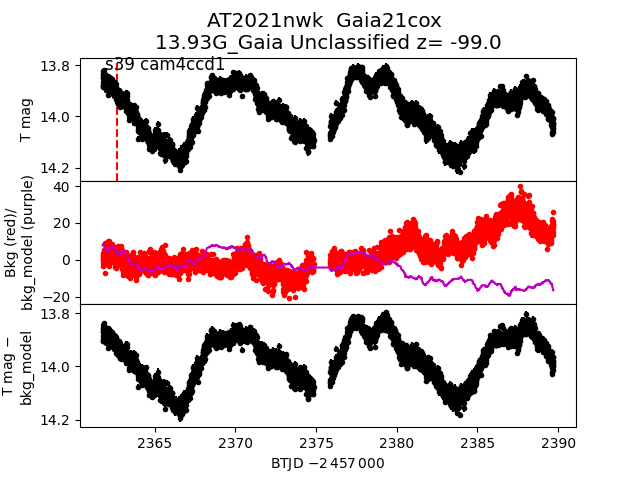 AT2021nwk  Gaia21cox
13.93G_Gaia Unclassified z= -99.0
s39 cam4ccd1
13.8
14.0
14.2
T mag
40
20
0
−20
Bkg (red)/
bkg_model (purple)
13.8
14.0
14.2
T mag −
bkg_model
2365 2370 2375 2380 2385 2390
BTJD −2 457 000